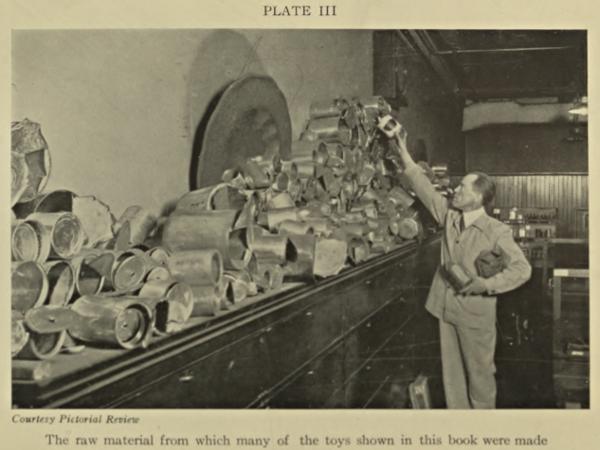 PLATE III
Courtesy Pictorial Review
The raw material from which many of the toys shown in this book were made